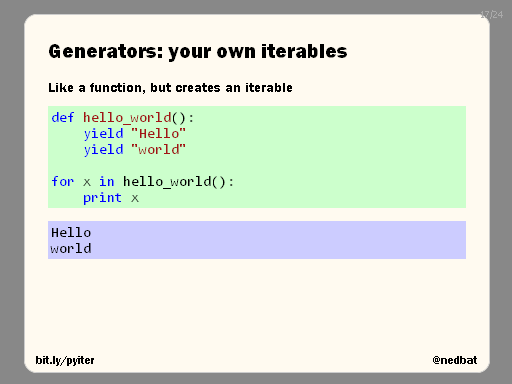 17/24
Generators: your own iterables
Like a function, but creates an iterable
def hello_world():
    yield "Hello"
    yield "world"
for x in hello_world():
    print x
Hello
world
bit.ly/pyiter
@nedbat